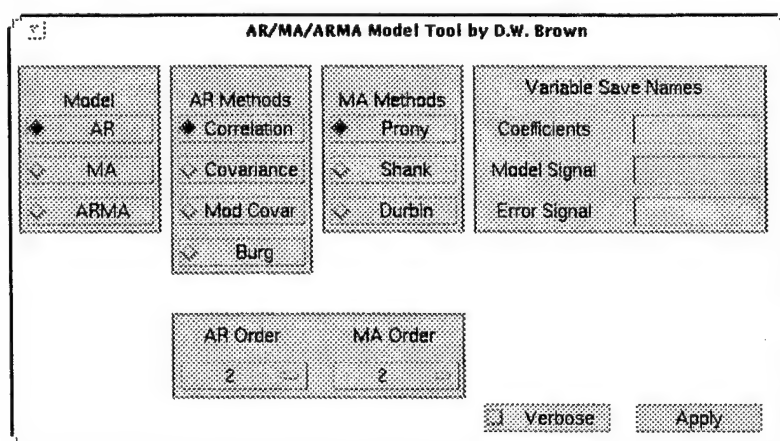 AR/MA/ARMA Model Tool by D.W. Brown
Model
AR
MA
ARMA
AR Methods
Correlation
Covariance
Mod Covar
Burg
MA Methods
Prony
Shank
Durbin
Variable Save Names
Coefficients
Model Signal
Error Signal
AR Order
2
MA Order
2
Verbose
Apply